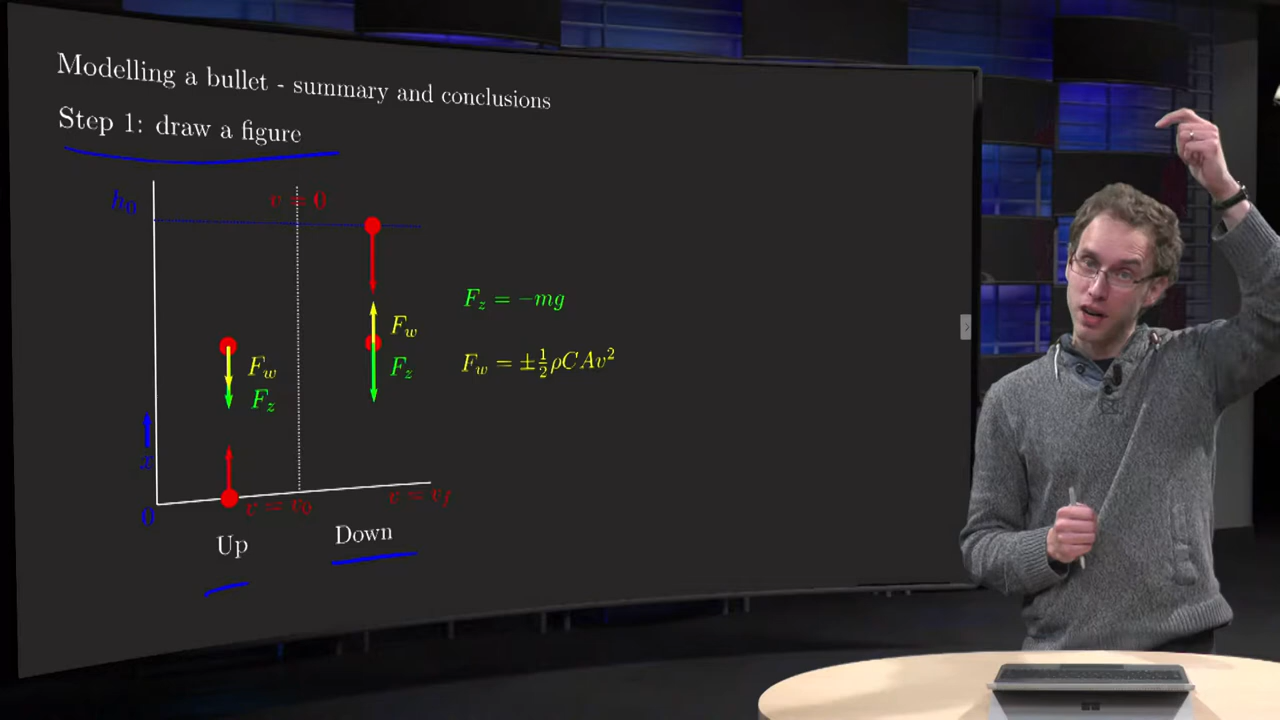 Modelling a bullet - summary and conclusions
Step 1: draw a figure
h₀
v = 0
F_z = −mg
F_w
F_w = ±½ρCAv²
F_w
F_z
F_z
x
v = v_f
v = v₀
0
Up
Down